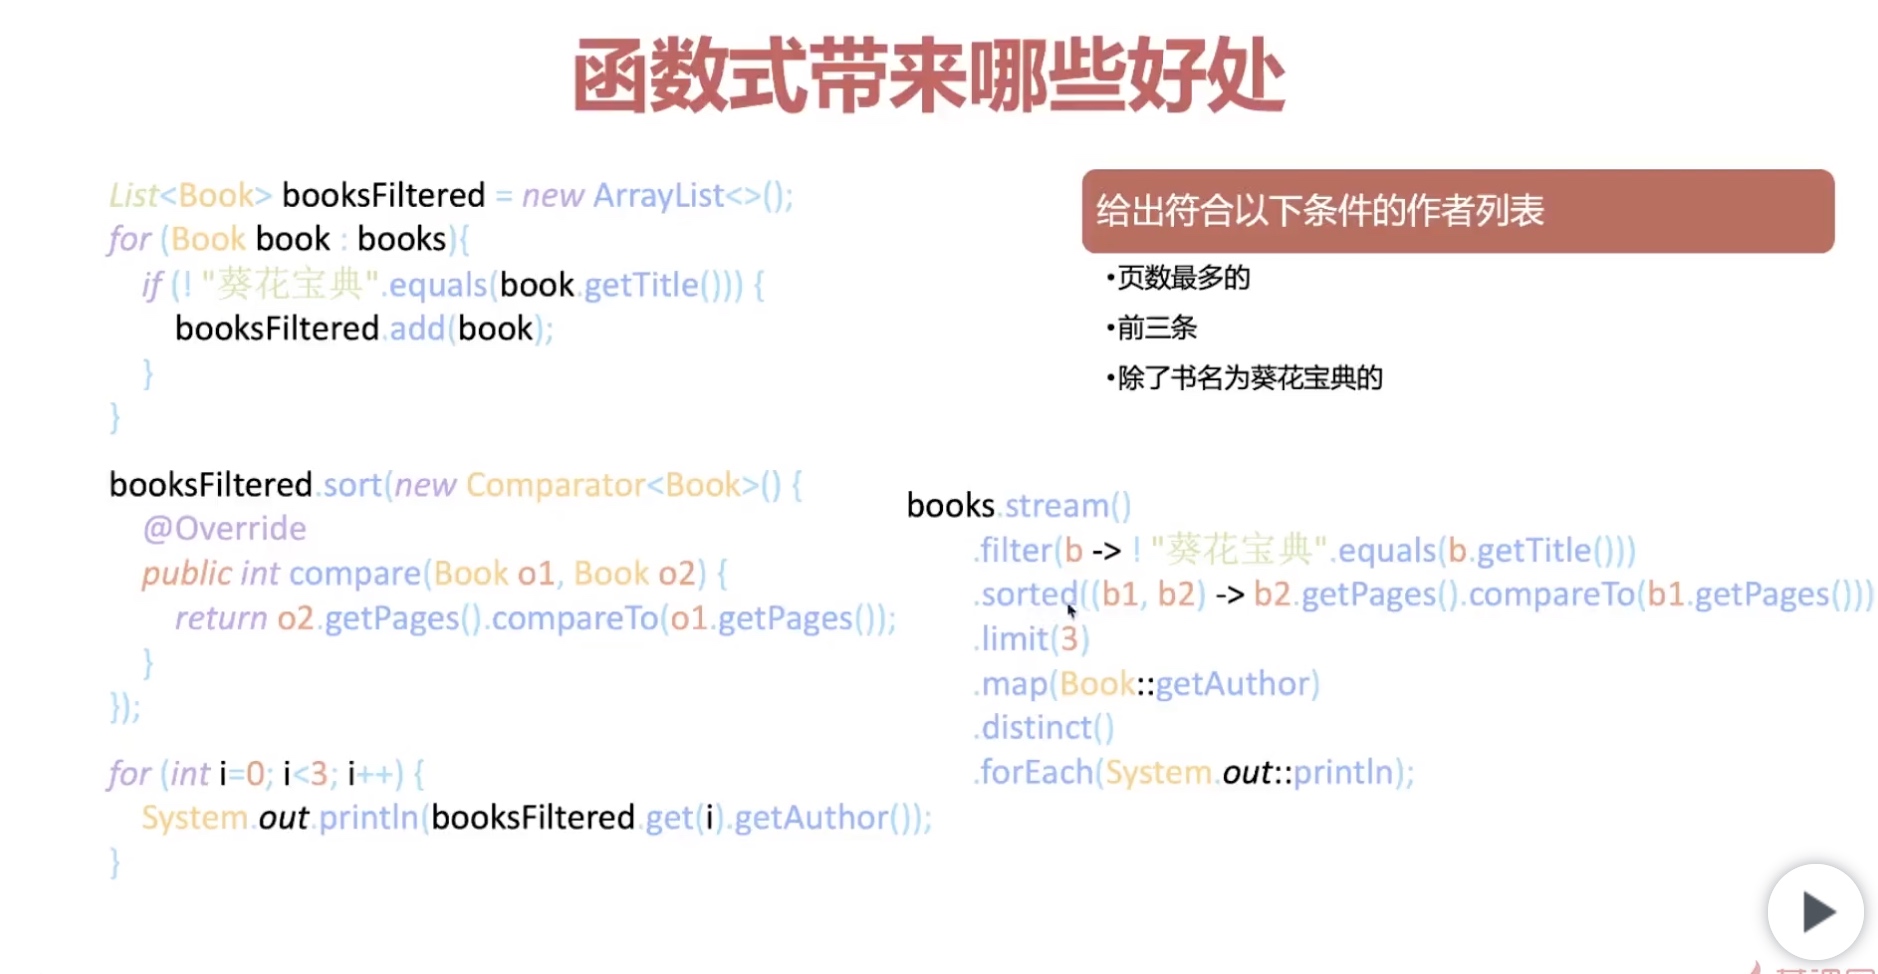 函数式带来哪些好处
List<Book> booksFiltered = new ArrayList<>();
for (Book book : books){
if (! "葵花宝典".equals(book.getTitle())) {
booksFiltered.add(book);
}
}
booksFiltered.sort(new Comparator<Book>() {
@Override
public int compare(Book o1, Book o2) {
return o2.getPages().compareTo(o1.getPages());
}
});
for (int i=0; i<3; i++) {
System.out.println(booksFiltered.get(i).getAuthor());
}
给出符合以下条件的作者列表
•页数最多的
•前三条
•除了书名为葵花宝典的
books.stream()
.filter(b -> ! "葵花宝典".equals(b.getTitle()))
.sorted((b1, b2) -> b2.getPages().compareTo(b1.getPages()))
.limit(3)
.map(Book::getAuthor)
.distinct()
.forEach(System.out::println);